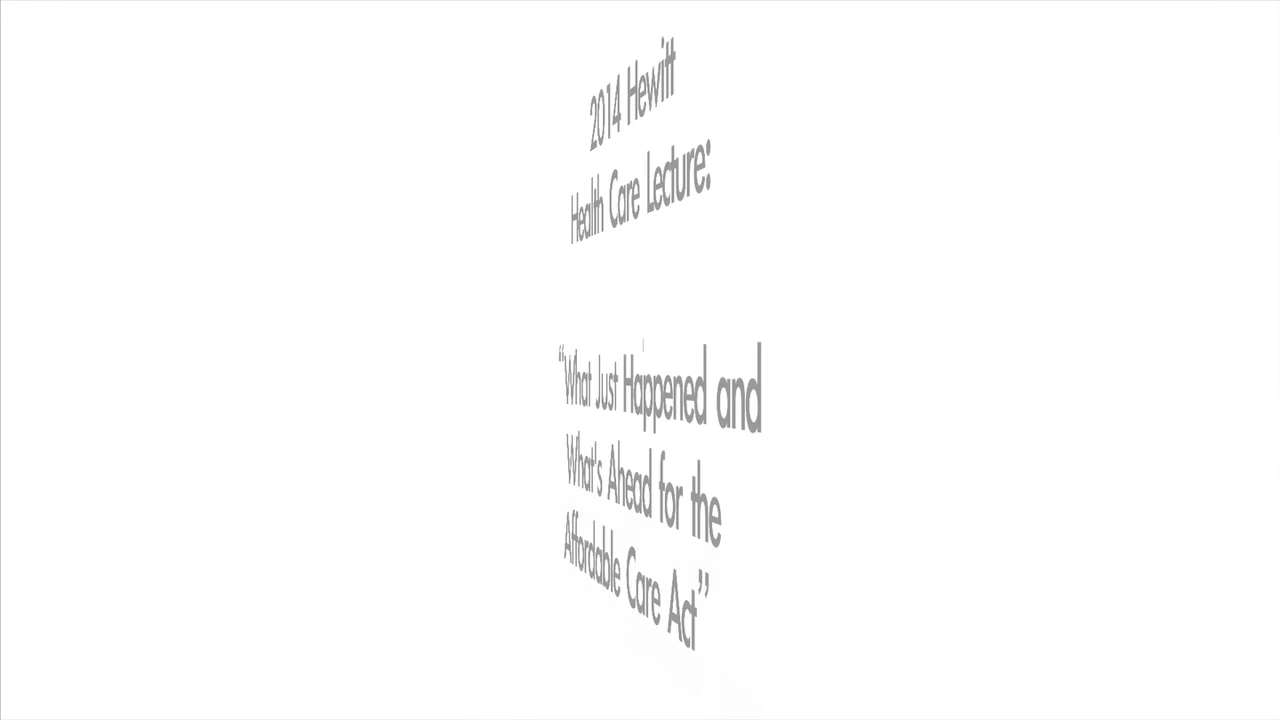 2014 Hewitt
Health Care Lecture:
“What Just Happened and
What's Ahead for the
Affordable Care Act”